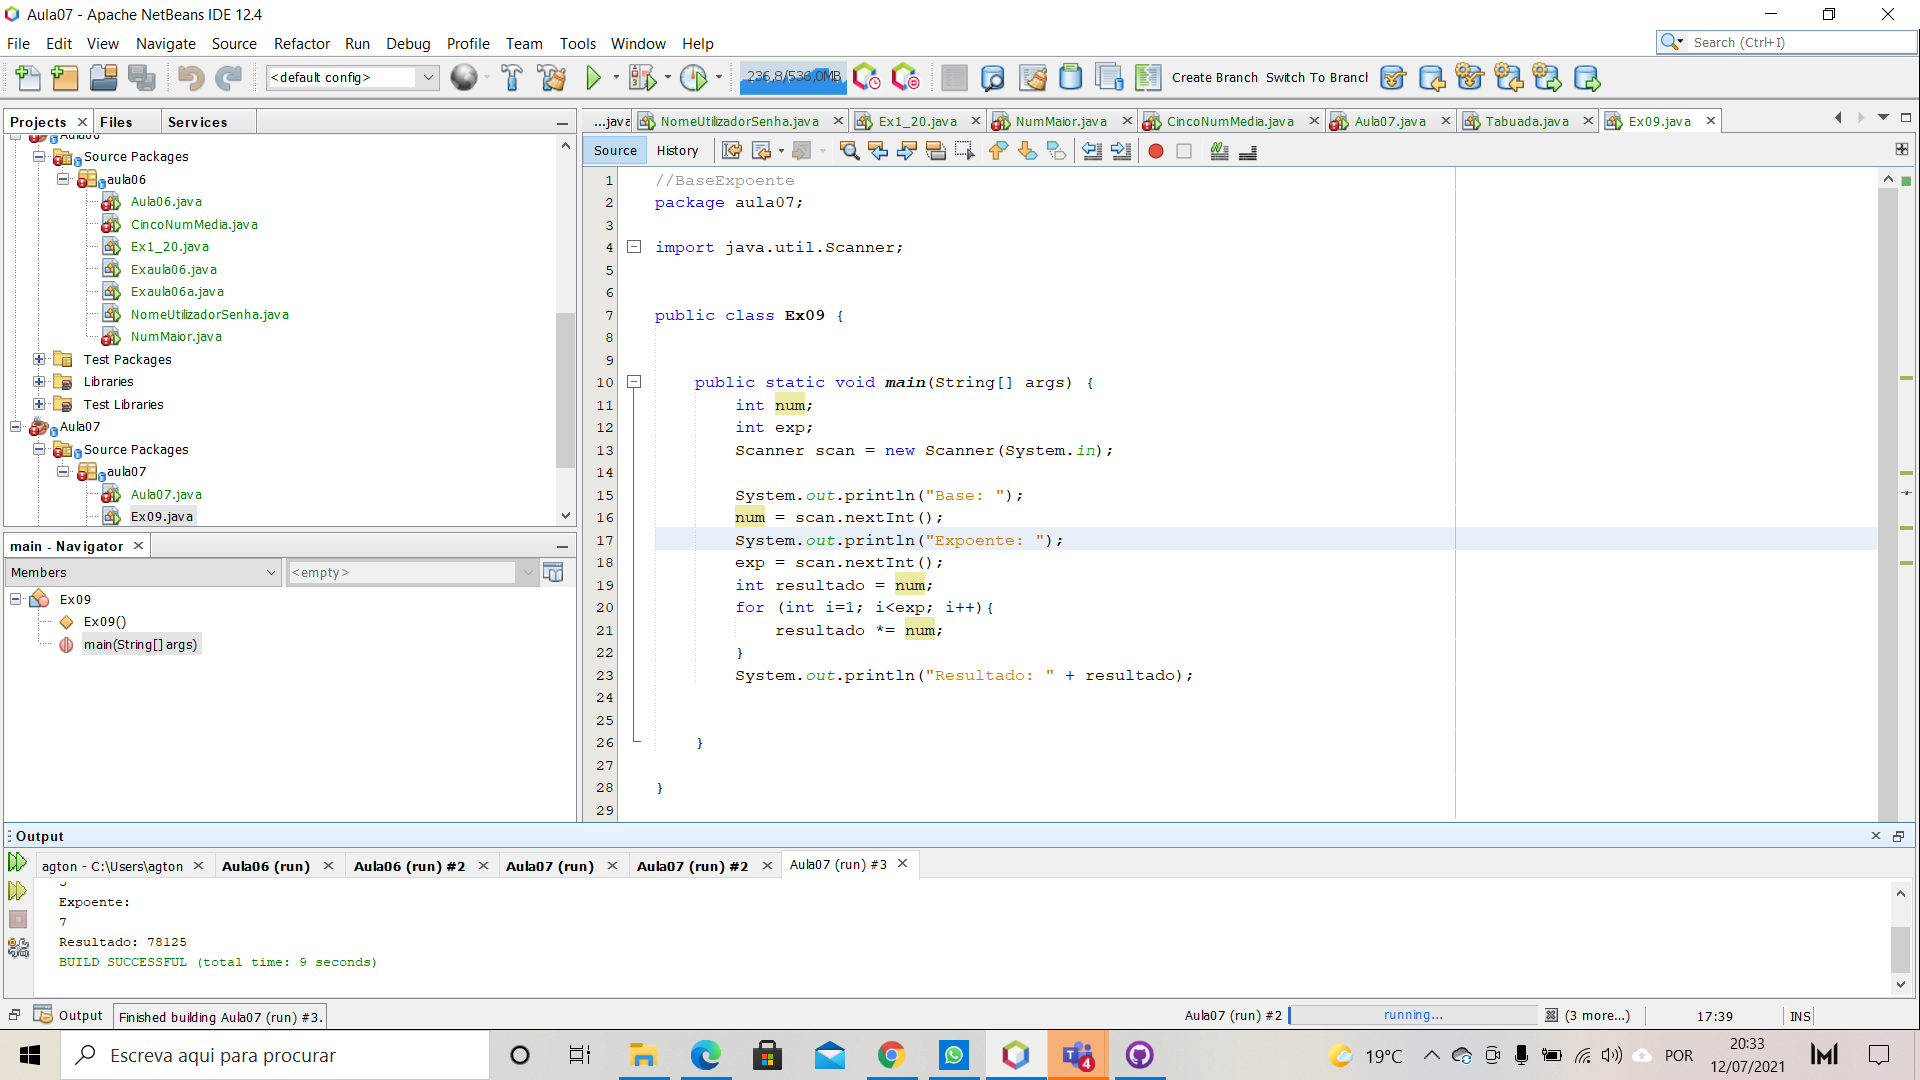 Aula07 - Apache NetBeans IDE 12.4
File Edit View Navigate Source Refactor Run Debug Profile Team Tools Window Help
Search (Ctrl+I)
<default config>
236,8/536,0MB
Create Branch Switch To Branch
Projects Files Services
...java NomeUtilizadorSenha.java Ex1_20.java NumMaior.java CincoNumMedia.java Aula07.java Tabuada.java Ex09.java
Source History
Aula06
Source Packages
aula06
Aula06.java
CincoNumMedia.java
Ex1_20.java
Exaula06.java
Exaula06a.java
NomeUtilizadorSenha.java
NumMaior.java
Test Packages
Libraries
Test Libraries
Aula07
Source Packages
aula07
Aula07.java
Ex09.java
main - Navigator
Members <empty>
Ex09
Ex09()
main(String[] args)
1 //BaseExpoente
2 package aula07;
3
4 import java.util.Scanner;
5
6
7 public class Ex09 {
8
9
10 public static void main(String[] args) {
11 int num;
12 int exp;
13 Scanner scan = new Scanner(System.in);
14
15 System.out.println("Base: ");
16 num = scan.nextInt();
17 System.out.println("Expoente: ");
18 exp = scan.nextInt();
19 int resultado = num;
20 for (int i=1; i<exp; i++){
21 resultado *= num;
22 }
23 System.out.println("Resultado: " + resultado);
24
25
26 }
27
28 }
29
Output
agton - C:\Users\agton Aula06 (run) Aula06 (run) #2 Aula07 (run) Aula07 (run) #2 Aula07 (run) #3
Expoente:
7
Resultado: 78125
BUILD SUCCESSFUL (total time: 9 seconds)
Output Finished building Aula07 (run) #3. Aula07 (run) #2 running... (3 more...) 17:39 INS
Escreva aqui para procurar
4
19°C
POR
20:33
12/07/2021